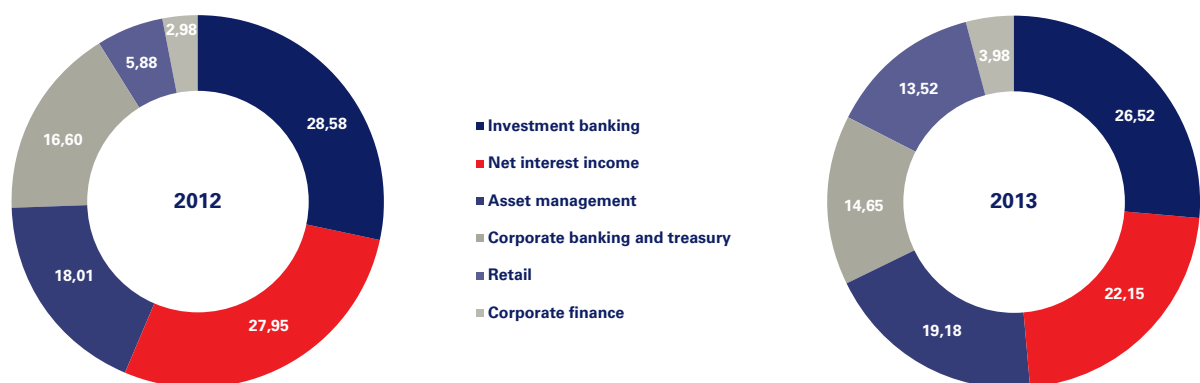 2,98
5,88
16,60
28,58
2012
18,01
27,95
Investment banking
Net interest income
Asset management
Corporate banking and treasury
Retail
Corporate finance
3,98
13,52
26,52
14,65
2013
22,15
19,18